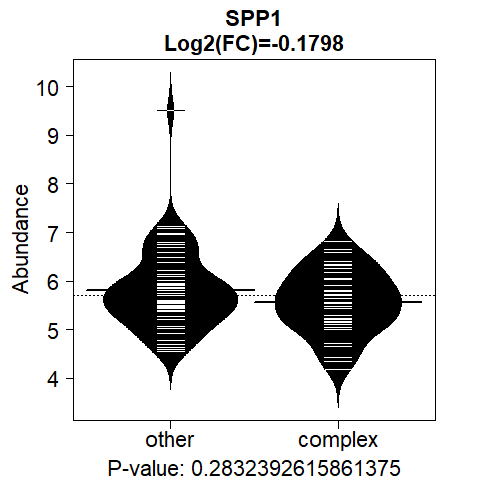 SPP1
Log2(FC)=-0.1798
Abundance
10
9
8
7
6
5
4
other complex
P-value: 0.2832392615861375